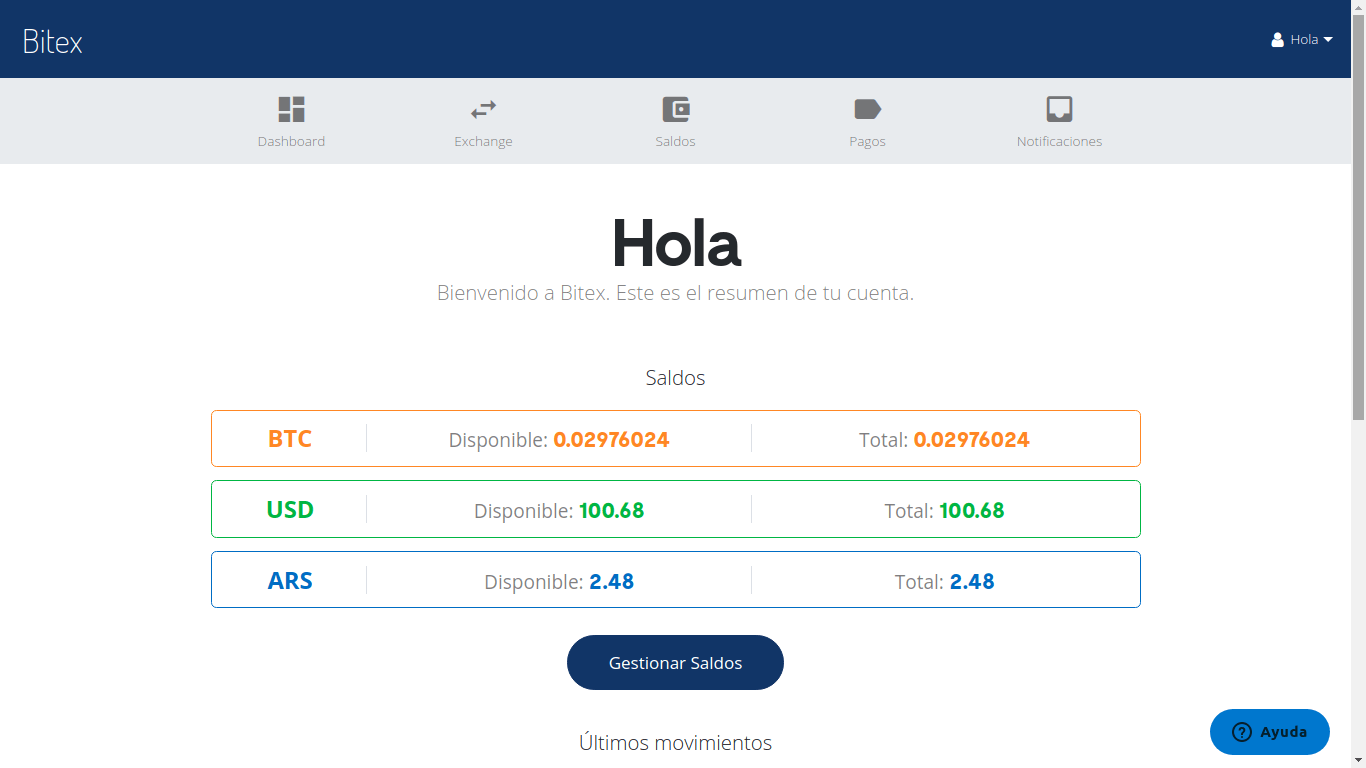 Bitex
Hola
Dashboard
Exchange
Saldos
Pagos
Notificaciones
Hola
Bienvenido a Bitex. Este es el resumen de tu cuenta.
Saldos
BTC Disponible: 0.02976024 Total: 0.02976024
USD Disponible: 100.68 Total: 100.68
ARS Disponible: 2.48 Total: 2.48
Gestionar Saldos
Últimos movimientos
Ayuda